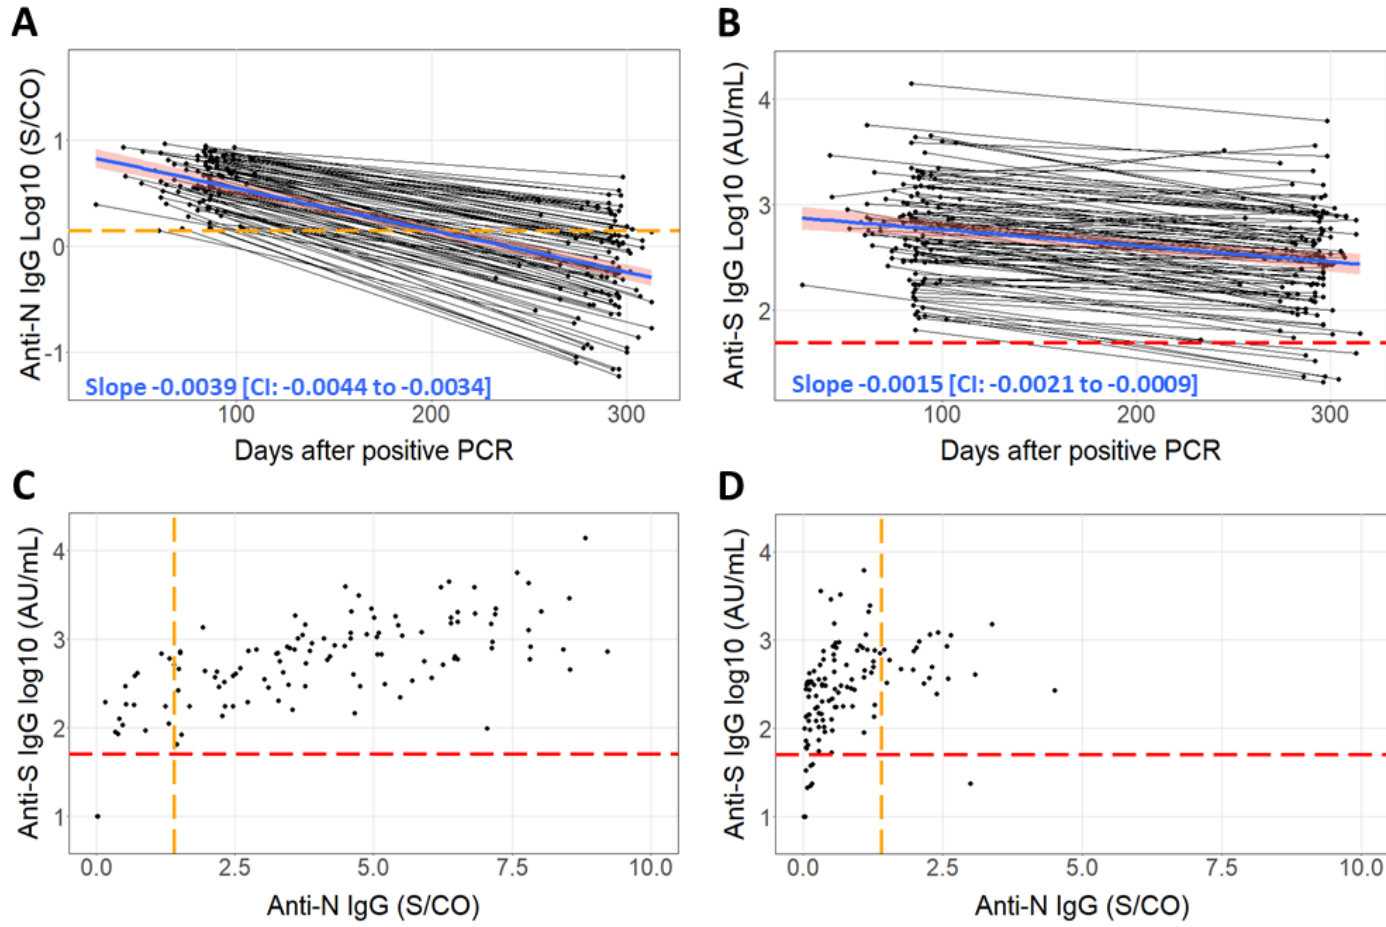 A
Anti-N IgG Log10 (S/CO)
1
0
-1
Slope -0.0039 [CI: -0.0044 to -0.0034]
100
200
300
Days after positive PCR
B
Anti-S IgG Log10 (AU/mL)
4
3
2
Slope -0.0015 [CI: -0.0021 to -0.0009]
100
200
300
Days after positive PCR
C
Anti-S IgG log10 (AU/mL)
4
3
2
1
0.0
2.5
5.0
7.5
10.0
Anti-N IgG (S/CO)
D
Anti-S IgG log10 (AU/mL)
4
3
2
1
0.0
2.5
5.0
7.5
10.0
Anti-N IgG (S/CO)